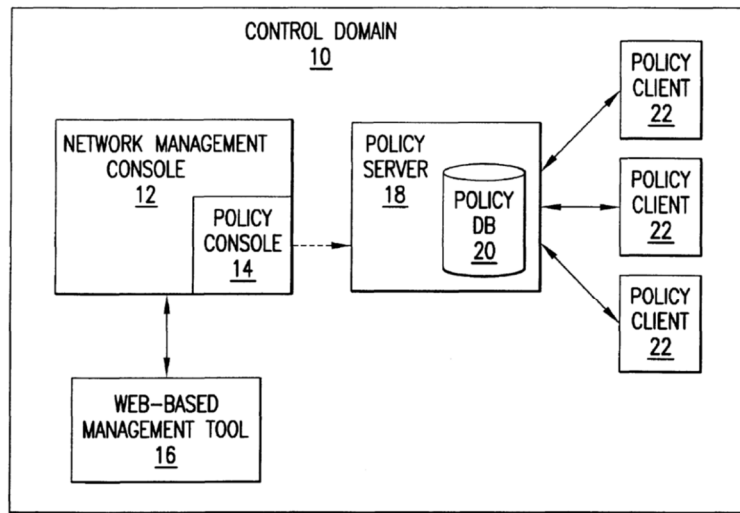 CONTROL DOMAIN
10
NETWORK MANAGEMENT
CONSOLE
12
POLICY
CONSOLE
14
WEB-BASED
MANAGEMENT TOOL
16
POLICY
SERVER
18
POLICY
DB
20
POLICY
CLIENT
22
POLICY
CLIENT
22
POLICY
CLIENT
22